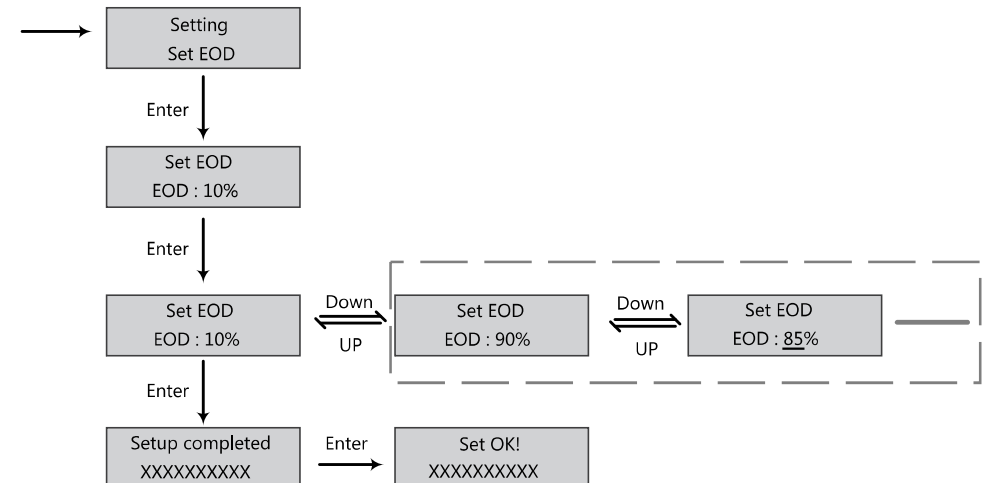 Setting
Set EOD
Enter
Set EOD
EOD : 10%
Enter
Set EOD
EOD : 10%
Down
UP
Set EOD
EOD : 90%
Down
UP
Set EOD
EOD : 85%
Enter
Setup completed
XXXXXXXXXX
Enter
Set OK!
XXXXXXXXXX